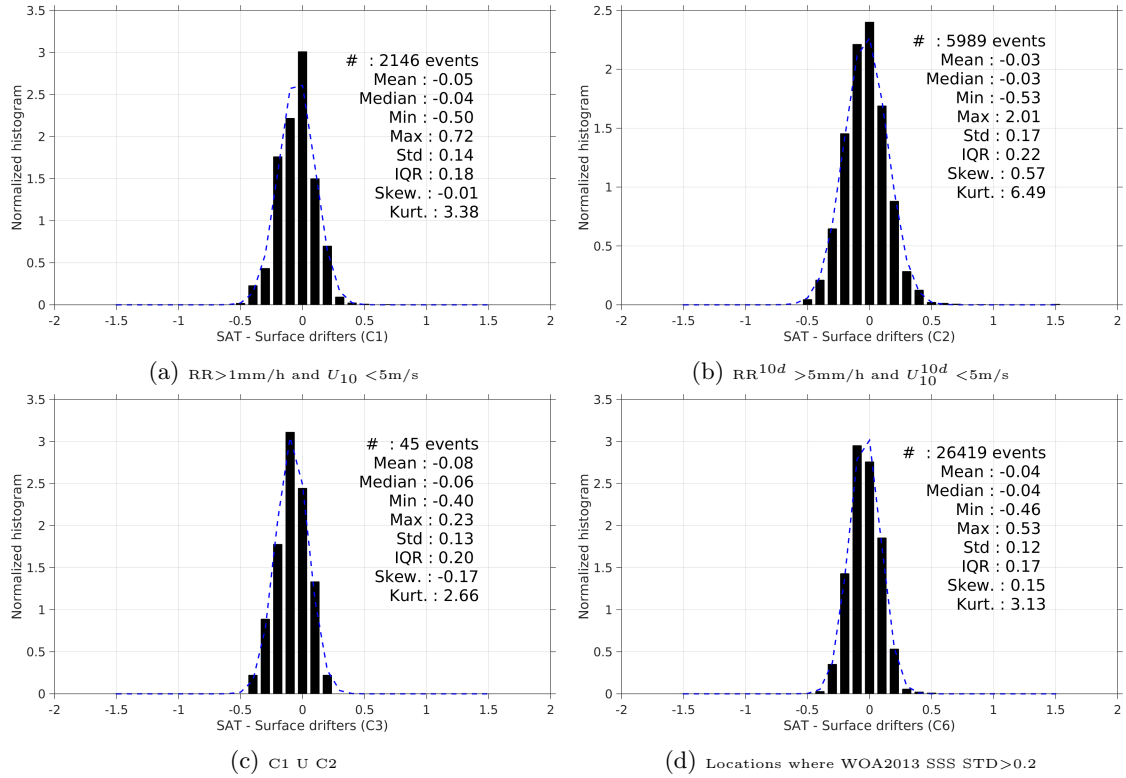 3.5
3
2.5
2
1.5
1
0.5
0
Normalized histogram
# : 2146 events
Mean : -0.05
Median : -0.04
Min : -0.50
Max : 0.72
Std : 0.14
IQR : 0.18
Skew. : -0.01
Kurt. : 3.38
-2 -1.5 -1 -0.5 0 0.5 1 1.5 2
SAT - Surface drifters (C1)
(a) RR>1mm/h and U10 <5m/s
2.5
2
1.5
1
0.5
0
Normalized histogram
# : 5989 events
Mean : -0.03
Median : -0.03
Min : -0.53
Max : 2.01
Std : 0.17
IQR : 0.22
Skew. : 0.57
Kurt. : 6.49
-2 -1.5 -1 -0.5 0 0.5 1 1.5 2
SAT - Surface drifters (C2)
(b) RR^10d >5mm/h and U_10^10d <5m/s
3.5
3
2.5
2
1.5
1
0.5
0
Normalized histogram
# : 45 events
Mean : -0.08
Median : -0.06
Min : -0.40
Max : 0.23
Std : 0.13
IQR : 0.20
Skew. : -0.17
Kurt. : 2.66
-2 -1.5 -1 -0.5 0 0.5 1 1.5 2
SAT - Surface drifters (C3)
(c) C1 U C2
3.5
3
2.5
2
1.5
1
0.5
0
Normalized histogram
# : 26419 events
Mean : -0.04
Median : -0.04
Min : -0.46
Max : 0.53
Std : 0.12
IQR : 0.17
Skew. : 0.15
Kurt. : 3.13
-2 -1.5 -1 -0.5 0 0.5 1 1.5 2
SAT - Surface drifters (C6)
(d) Locations where WOA2013 SSS STD>0.2